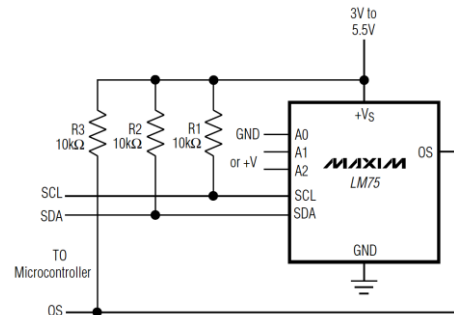 3V to
5.5V
R3
10kΩ
R2
10kΩ
R1
10kΩ
+VS
GND
or +V
A0
A1
A2
OS
MAXIM
LM75
SCL
SCL
SDA
SDA
GND
TO
Microcontroller
OS